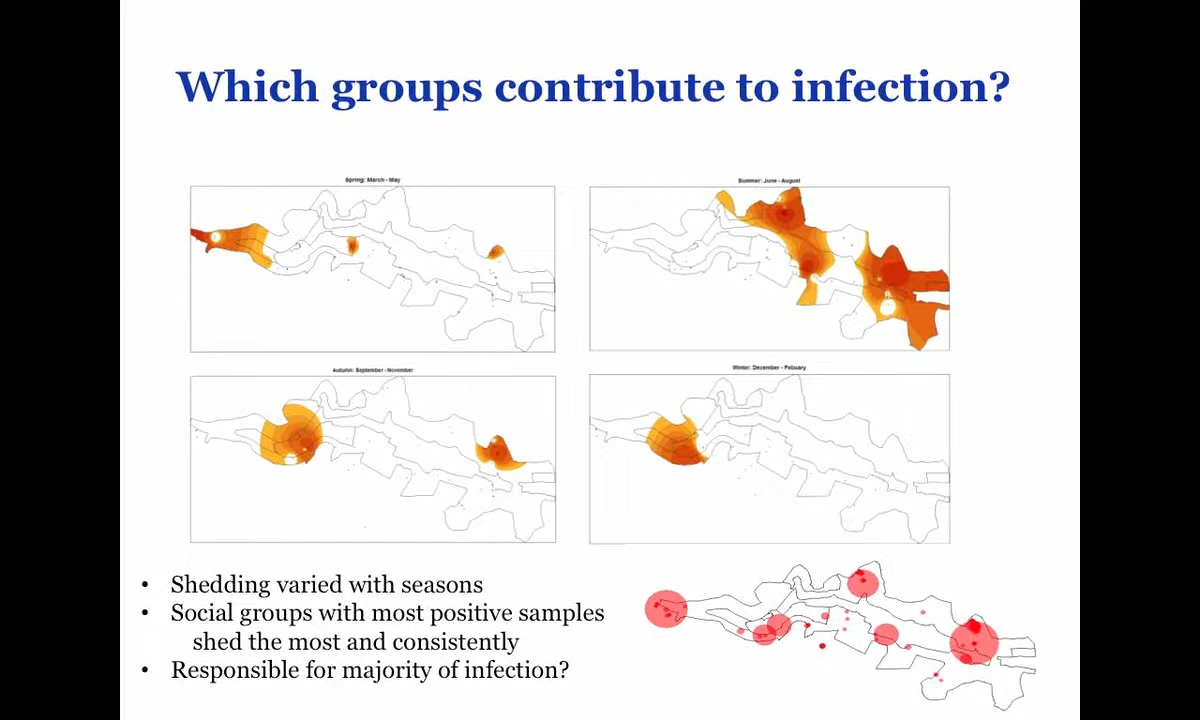 Which groups contribute to infection?
Spring: March - May
Summer: June - August
Autumn: September - November
Winter: December - Febuary
• Shedding varied with seasons
• Social groups with most positive samples
shed the most and consistently
• Responsible for majority of infection?